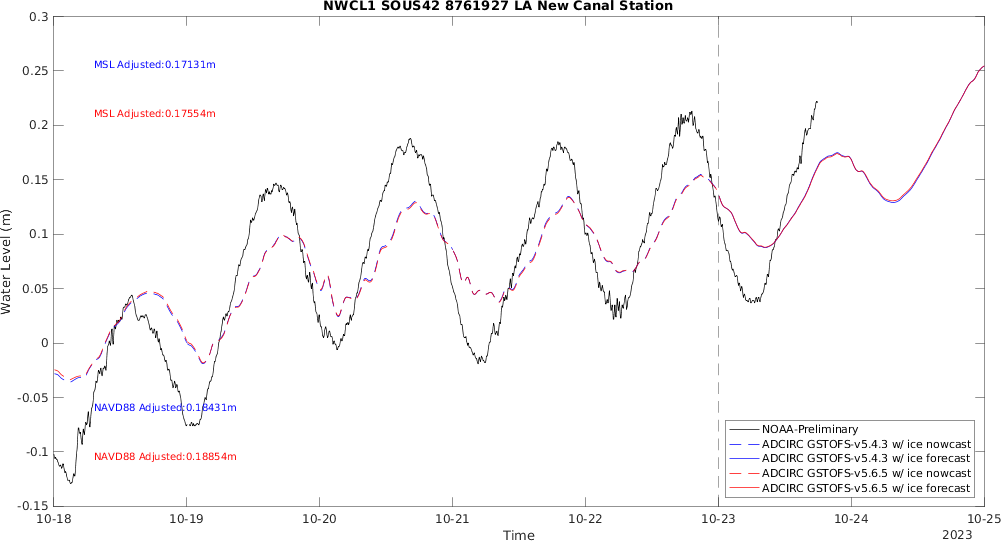 NWCL1 SOUS42 8761927 LA New Canal Station
0.3
0.25
0.2
0.15
0.1
0.05
0
-0.05
-0.1
-0.15
Water Level (m)
MSL Adjusted:0.17131m
MSL Adjusted:0.17554m
NAVD88 Adjusted:0.18431m
NAVD88 Adjusted:0.18854m
NOAA-Preliminary
ADCIRC GSTOFS-v5.4.3 w/ ice nowcast
ADCIRC GSTOFS-v5.4.3 w/ ice forecast
ADCIRC GSTOFS-v5.6.5 w/ ice nowcast
ADCIRC GSTOFS-v5.6.5 w/ ice forecast
10-18 10-19 10-20 10-21 10-22 10-23 10-24 10-25
Time
2023